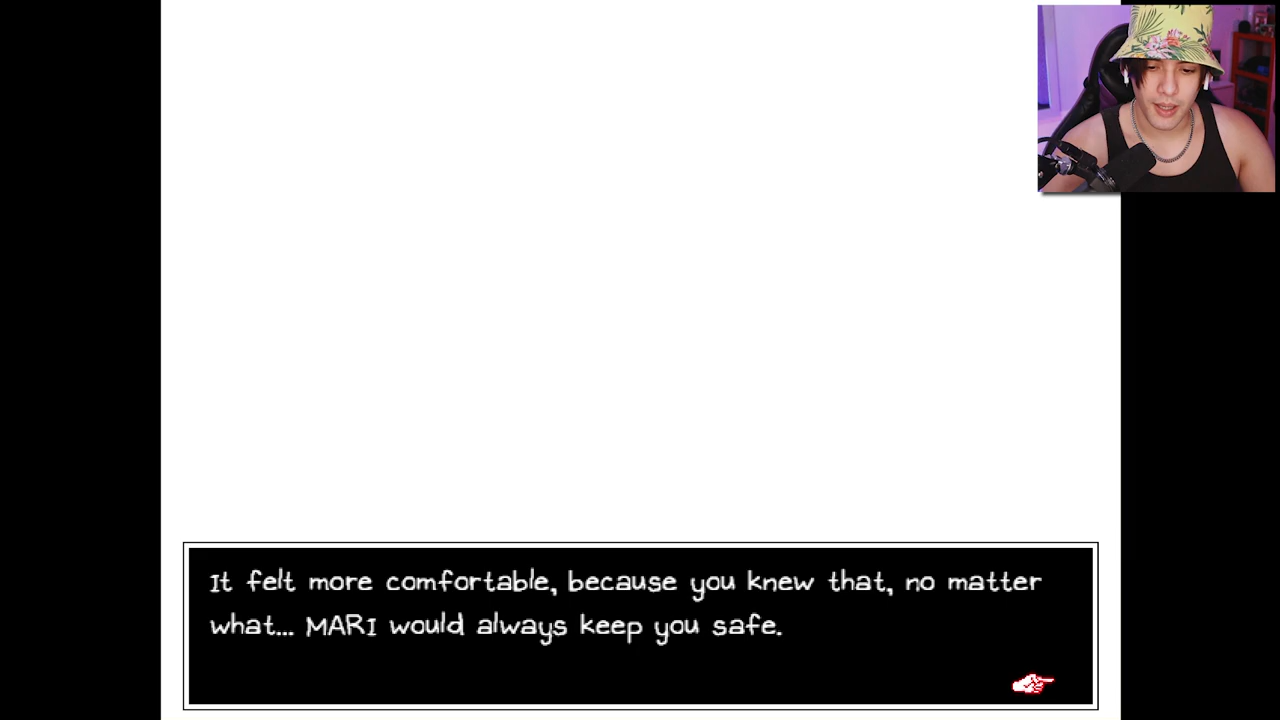 It felt more comfortable, because you knew that, no matter
what... MARI would always keep you safe.